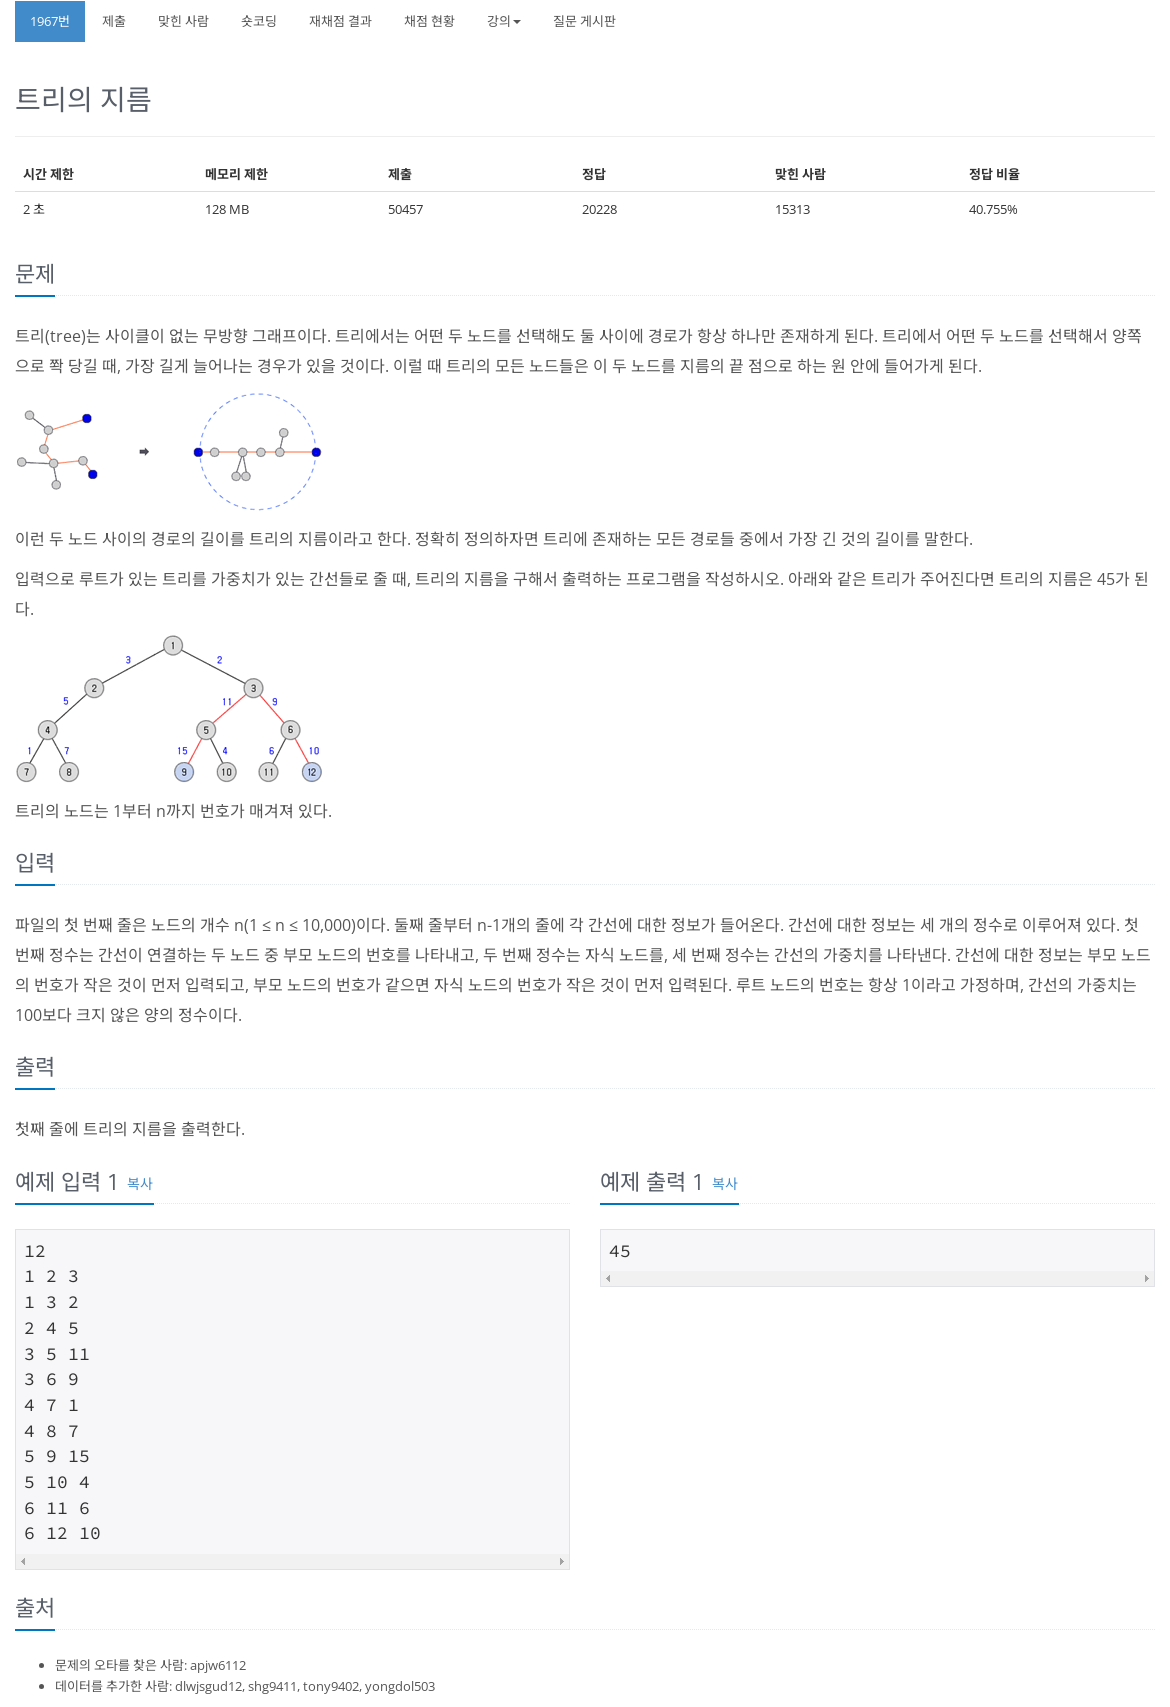 1967번 제출 맞힌 사람 숏코딩 재채점 결과 채점 현황 강의 질문 게시판
트리의 지름
시간 제한 메모리 제한 제출 정답 맞힌 사람 정답 비율
2 초 128 MB 50457 20228 15313 40.755%
문제
트리(tree)는 사이클이 없는 무방향 그래프이다. 트리에서는 어떤 두 노드를 선택해도 둘 사이에 경로가 항상 하나만 존재하게 된다. 트리에서 어떤 두 노드를 선택해서 양쪽
으로 쫙 당길 때, 가장 길게 늘어나는 경우가 있을 것이다. 이럴 때 트리의 모든 노드들은 이 두 노드를 지름의 끝 점으로 하는 원 안에 들어가게 된다.
이런 두 노드 사이의 경로의 길이를 트리의 지름이라고 한다. 정확히 정의하자면 트리에 존재하는 모든 경로들 중에서 가장 긴 것의 길이를 말한다.
입력으로 루트가 있는 트리를 가중치가 있는 간선들로 줄 때, 트리의 지름을 구해서 출력하는 프로그램을 작성하시오. 아래와 같은 트리가 주어진다면 트리의 지름은 45가 된
다.
1
3 2
2 3
5 11 9
4 5 6
1 7 15 4 6 10
7 8 9 10 11 12
트리의 노드는 1부터 n까지 번호가 매겨져 있다.
입력
파일의 첫 번째 줄은 노드의 개수 n(1 ≤ n ≤ 10,000)이다. 둘째 줄부터 n-1개의 줄에 각 간선에 대한 정보가 들어온다. 간선에 대한 정보는 세 개의 정수로 이루어져 있다. 첫
번째 정수는 간선이 연결하는 두 노드 중 부모 노드의 번호를 나타내고, 두 번째 정수는 자식 노드를, 세 번째 정수는 간선의 가중치를 나타낸다. 간선에 대한 정보는 부모 노드
의 번호가 작은 것이 먼저 입력되고, 부모 노드의 번호가 같으면 자식 노드의 번호가 작은 것이 먼저 입력된다. 루트 노드의 번호는 항상 1이라고 가정하며, 간선의 가중치는
100보다 크지 않은 양의 정수이다.
출력
첫째 줄에 트리의 지름을 출력한다.
예제 입력 1 복사
12
1 2 3
1 3 2
2 4 5
3 5 11
3 6 9
4 7 1
4 8 7
5 9 15
5 10 4
6 11 6
6 12 10
예제 출력 1 복사
45
출처
문제의 오타를 찾은 사람: apjw6112
데이터를 추가한 사람: dlwjsgud12, shg9411, tony9402, yongdol503